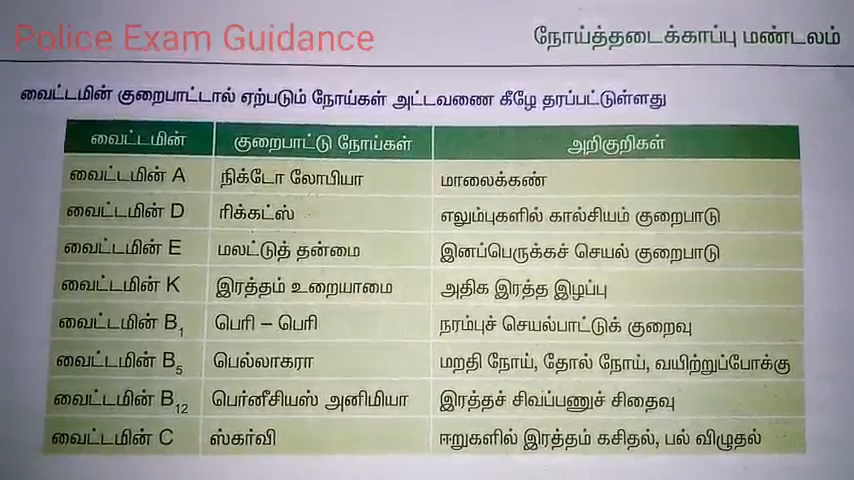 Police Exam Guidance
நோய்த்தடைக்காப்பு மண்டலம்
வைட்டமின் குறைபாட்டால் ஏற்படும் நோய்கள் அட்டவணை கீழே தரப்பட்டுள்ளது
வைட்டமின் குறைபாட்டு நோய்கள் அறிகுறிகள்
வைட்டமின் A நிக்டோ லோபியா மாலைக்கண்
வைட்டமின் D ரிக்கட்ஸ் எலும்புகளில் கால்சியம் குறைபாடு
வைட்டமின் E மலட்டுத் தன்மை இனப்பெருக்கச் செயல் குறைபாடு
வைட்டமின் K இரத்தம் உறையாமை அதிக இரத்த இழப்பு
வைட்டமின் B1 பெரி – பெரி நரம்புச் செயல்பாட்டுக் குறைவு
வைட்டமின் B5 பெல்லாகரா மறதி நோய், தோல் நோய், வயிற்றுப்போக்கு
வைட்டமின் B12 பெர்னீசியஸ் அனிமியா இரத்தச் சிவப்பணுச் சிதைவு
வைட்டமின் C ஸ்கர்வி ஈறுகளில் இரத்தம் கசிதல், பல் விழுதல்